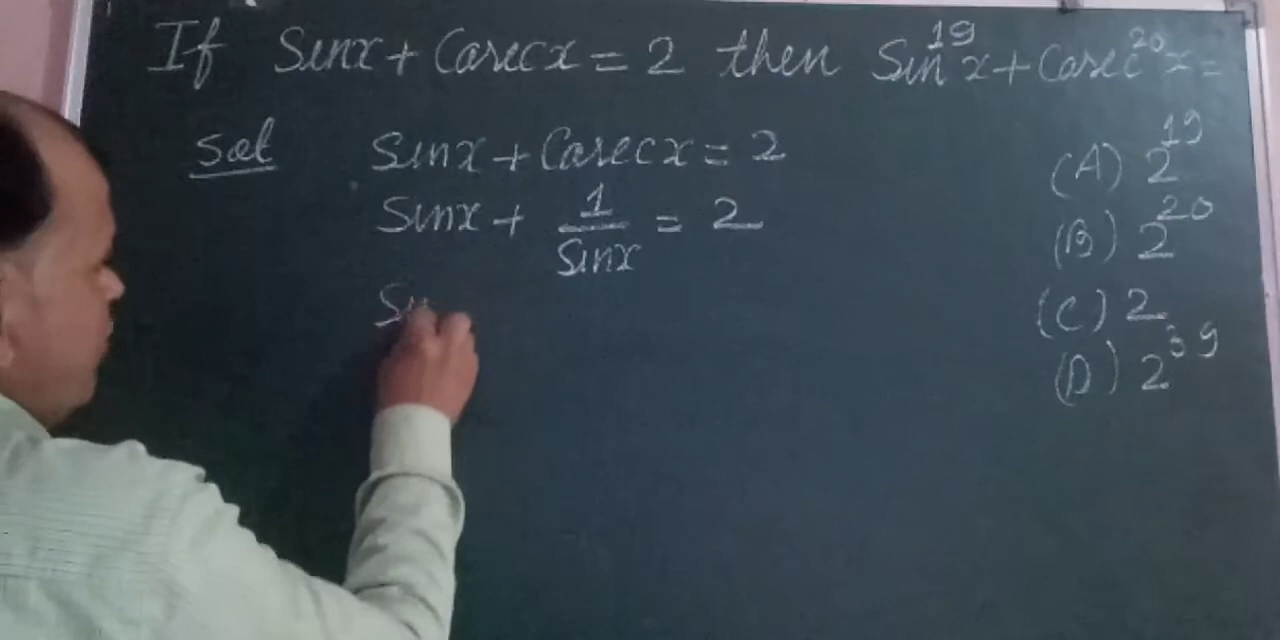 If Sinx + Cosecx = 2 then Sin¹⁹x + Cosec²⁰x =
Sol Sinx + Cosecx = 2
Sinx + 1/Sinx = 2
(A) 2¹⁹
(B) 2²⁰
(C) 2
(D) 2³⁹